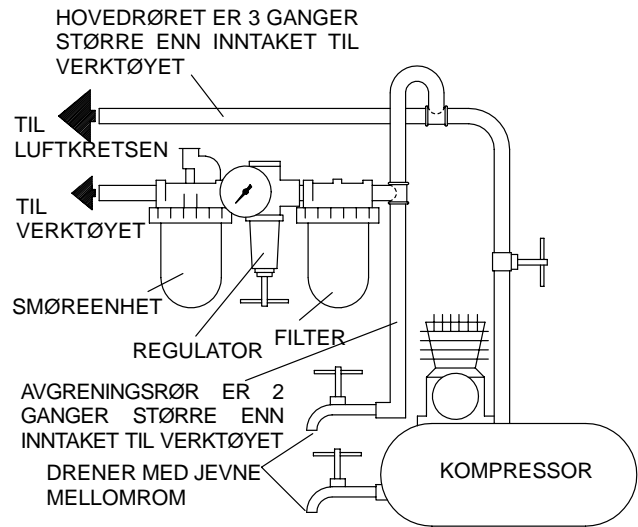 HOVEDRØRET ER 3 GANGER
STØRRE ENN INNTAKET TIL
VERKTØYET
TIL
LUFTKRETSEN
TIL
VERKTØYET
SMØREENHET
REGULATOR
FILTER
AVGRENINGSRØR ER 2
GANGER STØRRE ENN
INNTAKET TIL VERKTØYET
DRENER MED JEVNE
MELLOMROM
KOMPRESSOR